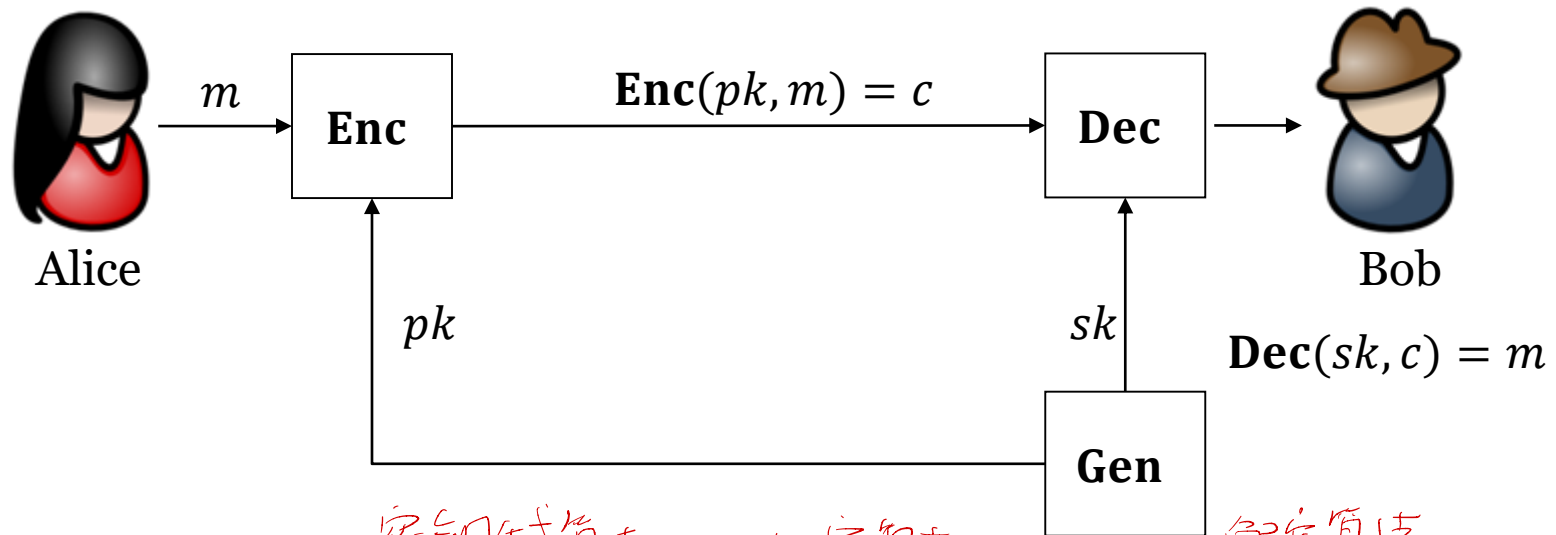 m
Enc(pk, m) = c
Enc
Dec
Alice
Bob
pk
sk
Dec(sk, c) = m
Gen